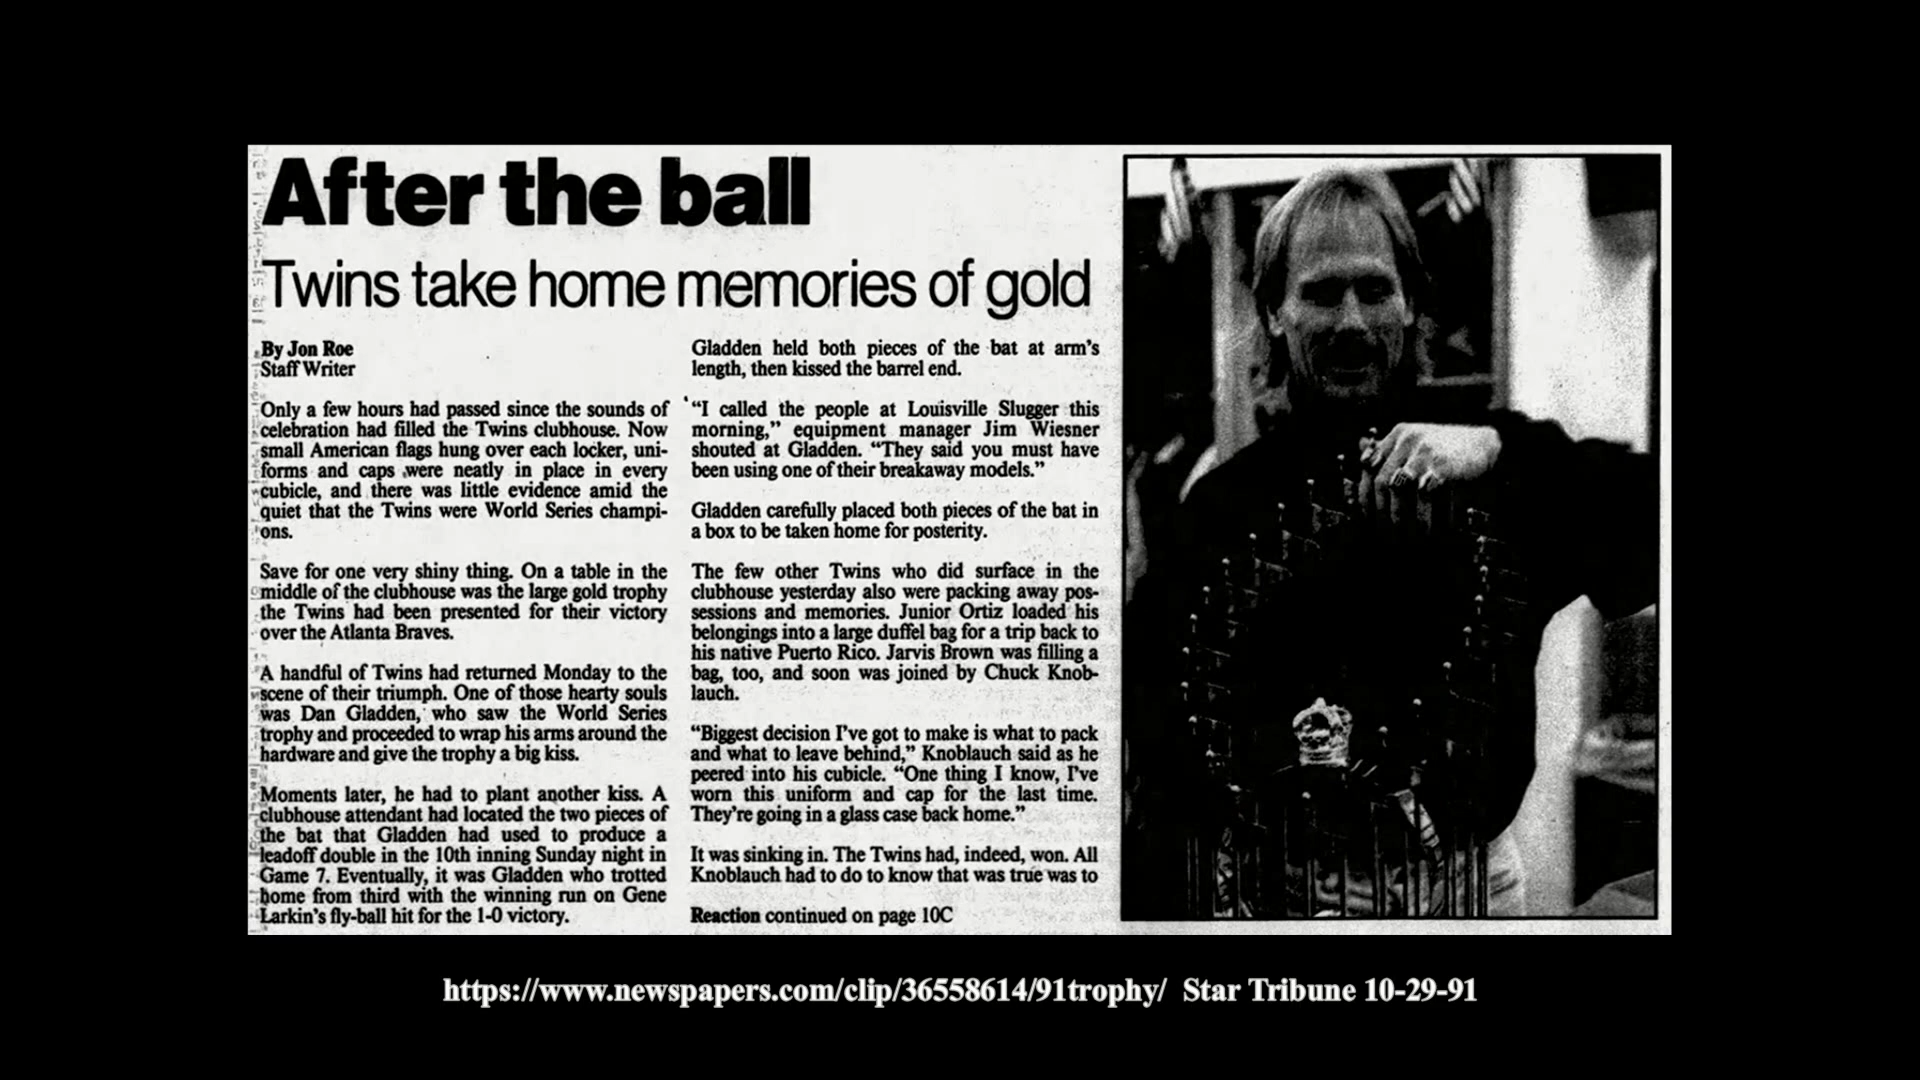 After the ball
Twins take home memories of gold
By Jon Roe
Staff Writer
Only a few hours had passed since the sounds of
celebration had filled the Twins clubhouse. Now
small American flags hung over each locker, uni-
forms and caps were neatly in place in every
cubicle, and there was little evidence amid the
quiet that the Twins were World Series champi-
ons.
Save for one very shiny thing. On a table in the
middle of the clubhouse was the large gold trophy
the Twins had been presented for their victory
over the Atlanta Braves.
A handful of Twins had returned Monday to the
scene of their triumph. One of those hearty souls
was Dan Gladden, who saw the World Series
trophy and proceeded to wrap his arms around the
hardware and give the trophy a big kiss.
Moments later, he had to plant another kiss. A
clubhouse attendant had located the two pieces of
the bat that Gladden had used to produce a
leadoff double in the 10th inning Sunday night in
Game 7. Eventually, it was Gladden who trotted
home from third with the winning run on Gene
Larkin's fly-ball hit for the 1-0 victory.
Gladden held both pieces of the bat at arm's
length, then kissed the barrel end.
“I called the people at Louisville Slugger this
morning,” equipment manager Jim Wiesner
shouted at Gladden. “They said you must have
been using one of their breakaway models.”
Gladden carefully placed both pieces of the bat in
a box to be taken home for posterity.
The few other Twins who did surface in the
clubhouse yesterday also were packing away pos-
sessions and memories. Junior Ortiz loaded his
belongings into a large duffel bag for a trip back to
his native Puerto Rico. Jarvis Brown was filling a
bag, too, and soon was joined by Chuck Knob-
lauch.
“Biggest decision I've got to make is what to pack
and what to leave behind,” Knoblauch said as he
peered into his cubicle. “One thing I know, I've
worn this uniform and cap for the last time.
They're going in a glass case back home.”
It was sinking in. The Twins had, indeed, won. All
Knoblauch had to do to know that was true was to
Reaction continued on page 10C
https://www.newspapers.com/clip/36558614/91trophy/ Star Tribune 10-29-91